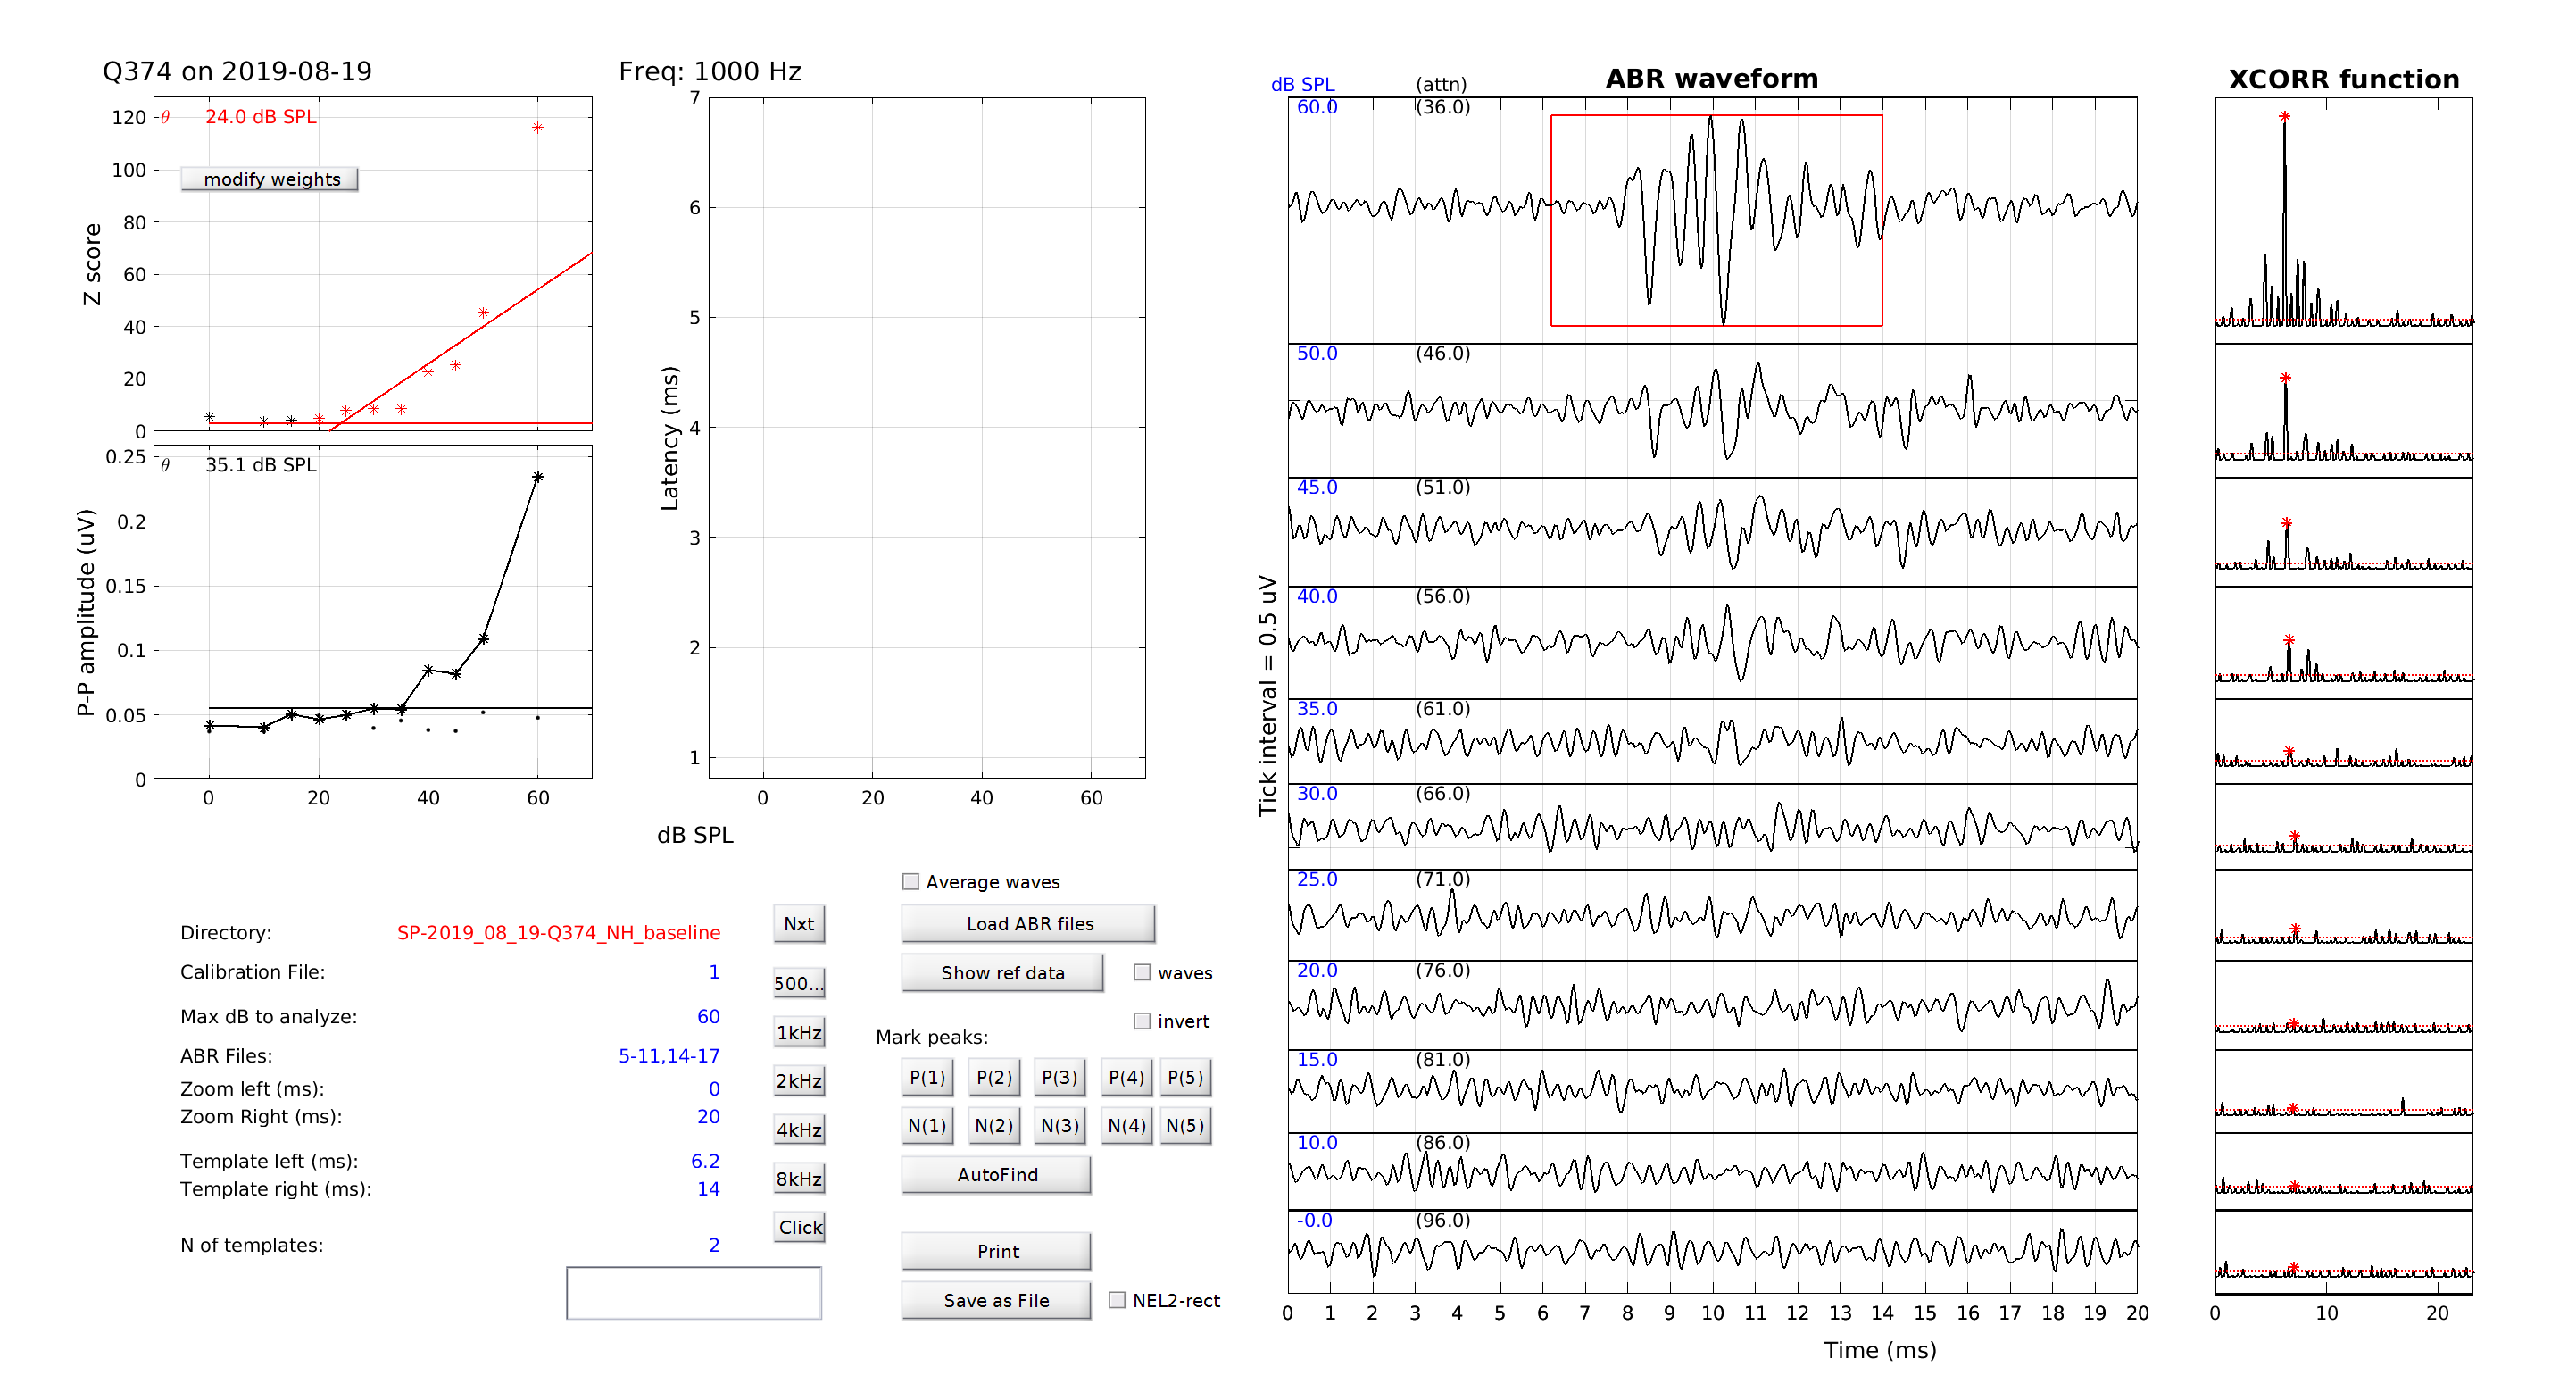 Q374 on 2019-08-19
θ 24.0 dB SPL
modify weights
Z score
120
100
80
60
40
20
0
θ 35.1 dB SPL
P-P amplitude (uV)
0.25
0.2
0.15
0.1
0.05
0
0 20 40 60
Freq: 1000 Hz
Latency (ms)
7
6
5
4
3
2
1
0 20 40 60
dB SPL
Directory: SP-2019_08_19-Q374_NH_baseline
Calibration File: 1
Max dB to analyze: 60
ABR Files: 5-11,14-17
Zoom left (ms): 0
Zoom Right (ms): 20
Template left (ms): 6.2
Template right (ms): 14
N of templates: 2
Nxt
500...
1kHz
2kHz
4kHz
8kHz
Click
Average waves
Load ABR files
Show ref data
waves
invert
Mark peaks:
P(1) P(2) P(3) P(4) P(5)
N(1) N(2) N(3) N(4) N(5)
AutoFind
Print
Save as File
NEL2-rect
ABR waveform
dB SPL (attn)
60.0 (36.0)
50.0 (46.0)
45.0 (51.0)
40.0 (56.0)
35.0 (61.0)
30.0 (66.0)
25.0 (71.0)
20.0 (76.0)
15.0 (81.0)
10.0 (86.0)
-0.0 (96.0)
Tick interval = 0.5 uV
0 1 2 3 4 5 6 7 8 9 10 11 12 13 14 15 16 17 18 19 20
Time (ms)
XCORR function
0 10 20